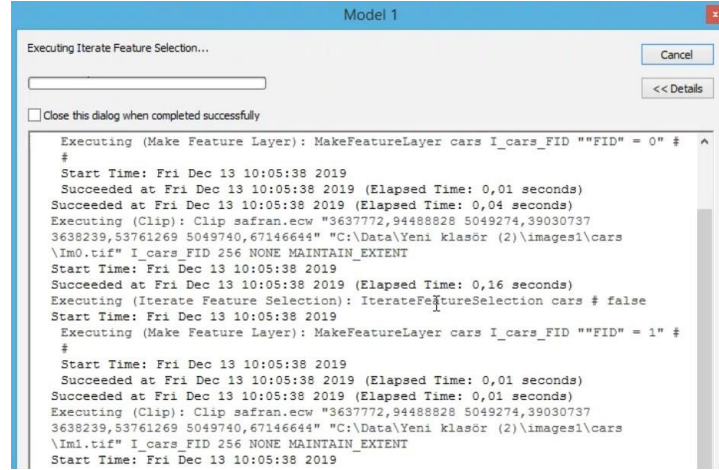 Model 1
x
Executing Iterate Feature Selection...
Cancel
<< Details
Close this dialog when completed successfully
Executing (Make Feature Layer): MakeFeatureLayer cars I_cars_FID ""FID" = 0" #
#
Start Time: Fri Dec 13 10:05:38 2019
Succeeded at Fri Dec 13 10:05:38 2019 (Elapsed Time: 0,01 seconds)
Succeeded at Fri Dec 13 10:05:38 2019 (Elapsed Time: 0,04 seconds)
Executing (Clip): Clip safran.ecw "3637772,94488828 5049274,39030737
3638239,53761269 5049740,67146644" "C:\Data\Yeni klasör (2)\images1\cars
\Im0.tif" I_cars_FID 256 NONE MAINTAIN_EXTENT
Start Time: Fri Dec 13 10:05:38 2019
Succeeded at Fri Dec 13 10:05:38 2019 (Elapsed Time: 0,16 seconds)
Executing (Iterate Feature Selection): IterateFeatureSelection cars # false
Start Time: Fri Dec 13 10:05:38 2019
Executing (Make Feature Layer): MakeFeatureLayer cars I_cars_FID ""FID" = 1" #
#
Start Time: Fri Dec 13 10:05:38 2019
Succeeded at Fri Dec 13 10:05:38 2019 (Elapsed Time: 0,01 seconds)
Succeeded at Fri Dec 13 10:05:38 2019 (Elapsed Time: 0,01 seconds)
Executing (Clip): Clip safran.ecw "3637772,94488828 5049274,39030737
3638239,53761269 5049740,67146644" "C:\Data\Yeni klasör (2)\images1\cars
\Im1.tif" I_cars_FID 256 NONE MAINTAIN_EXTENT
Start Time: Fri Dec 13 10:05:38 2019